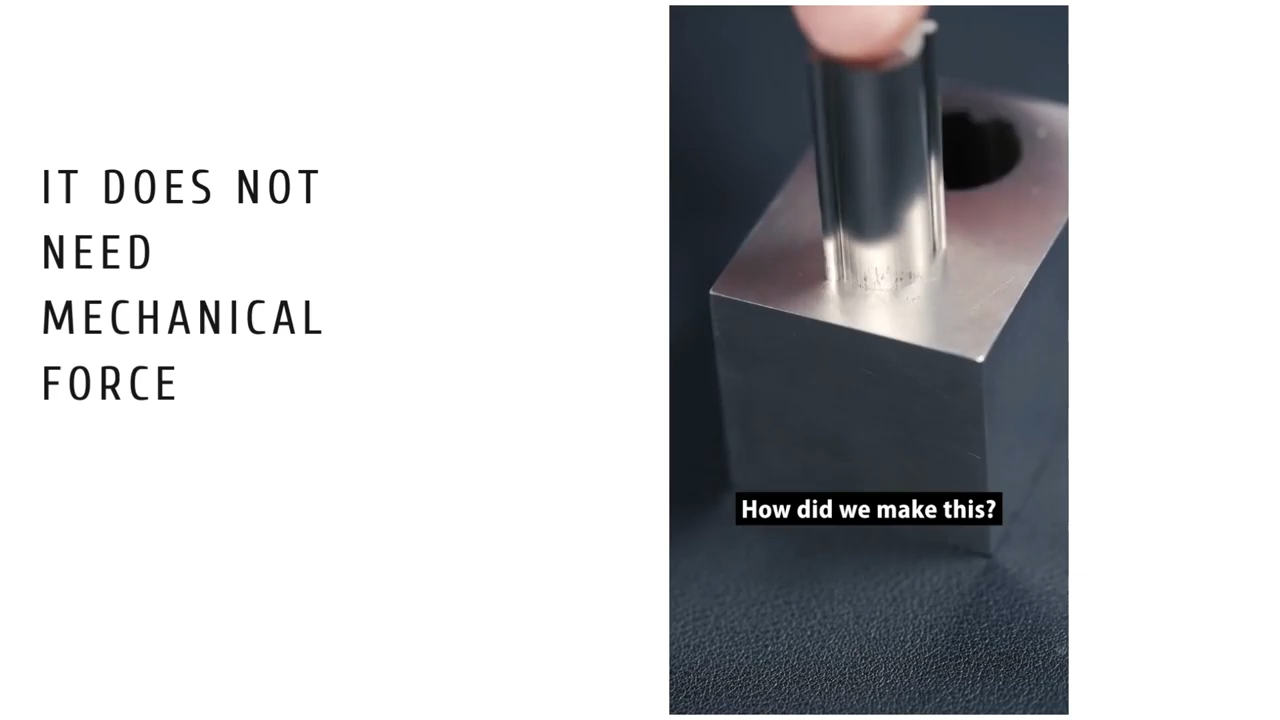 IT DOES NOT
NEED
MECHANICAL
FORCE
How did we make this?